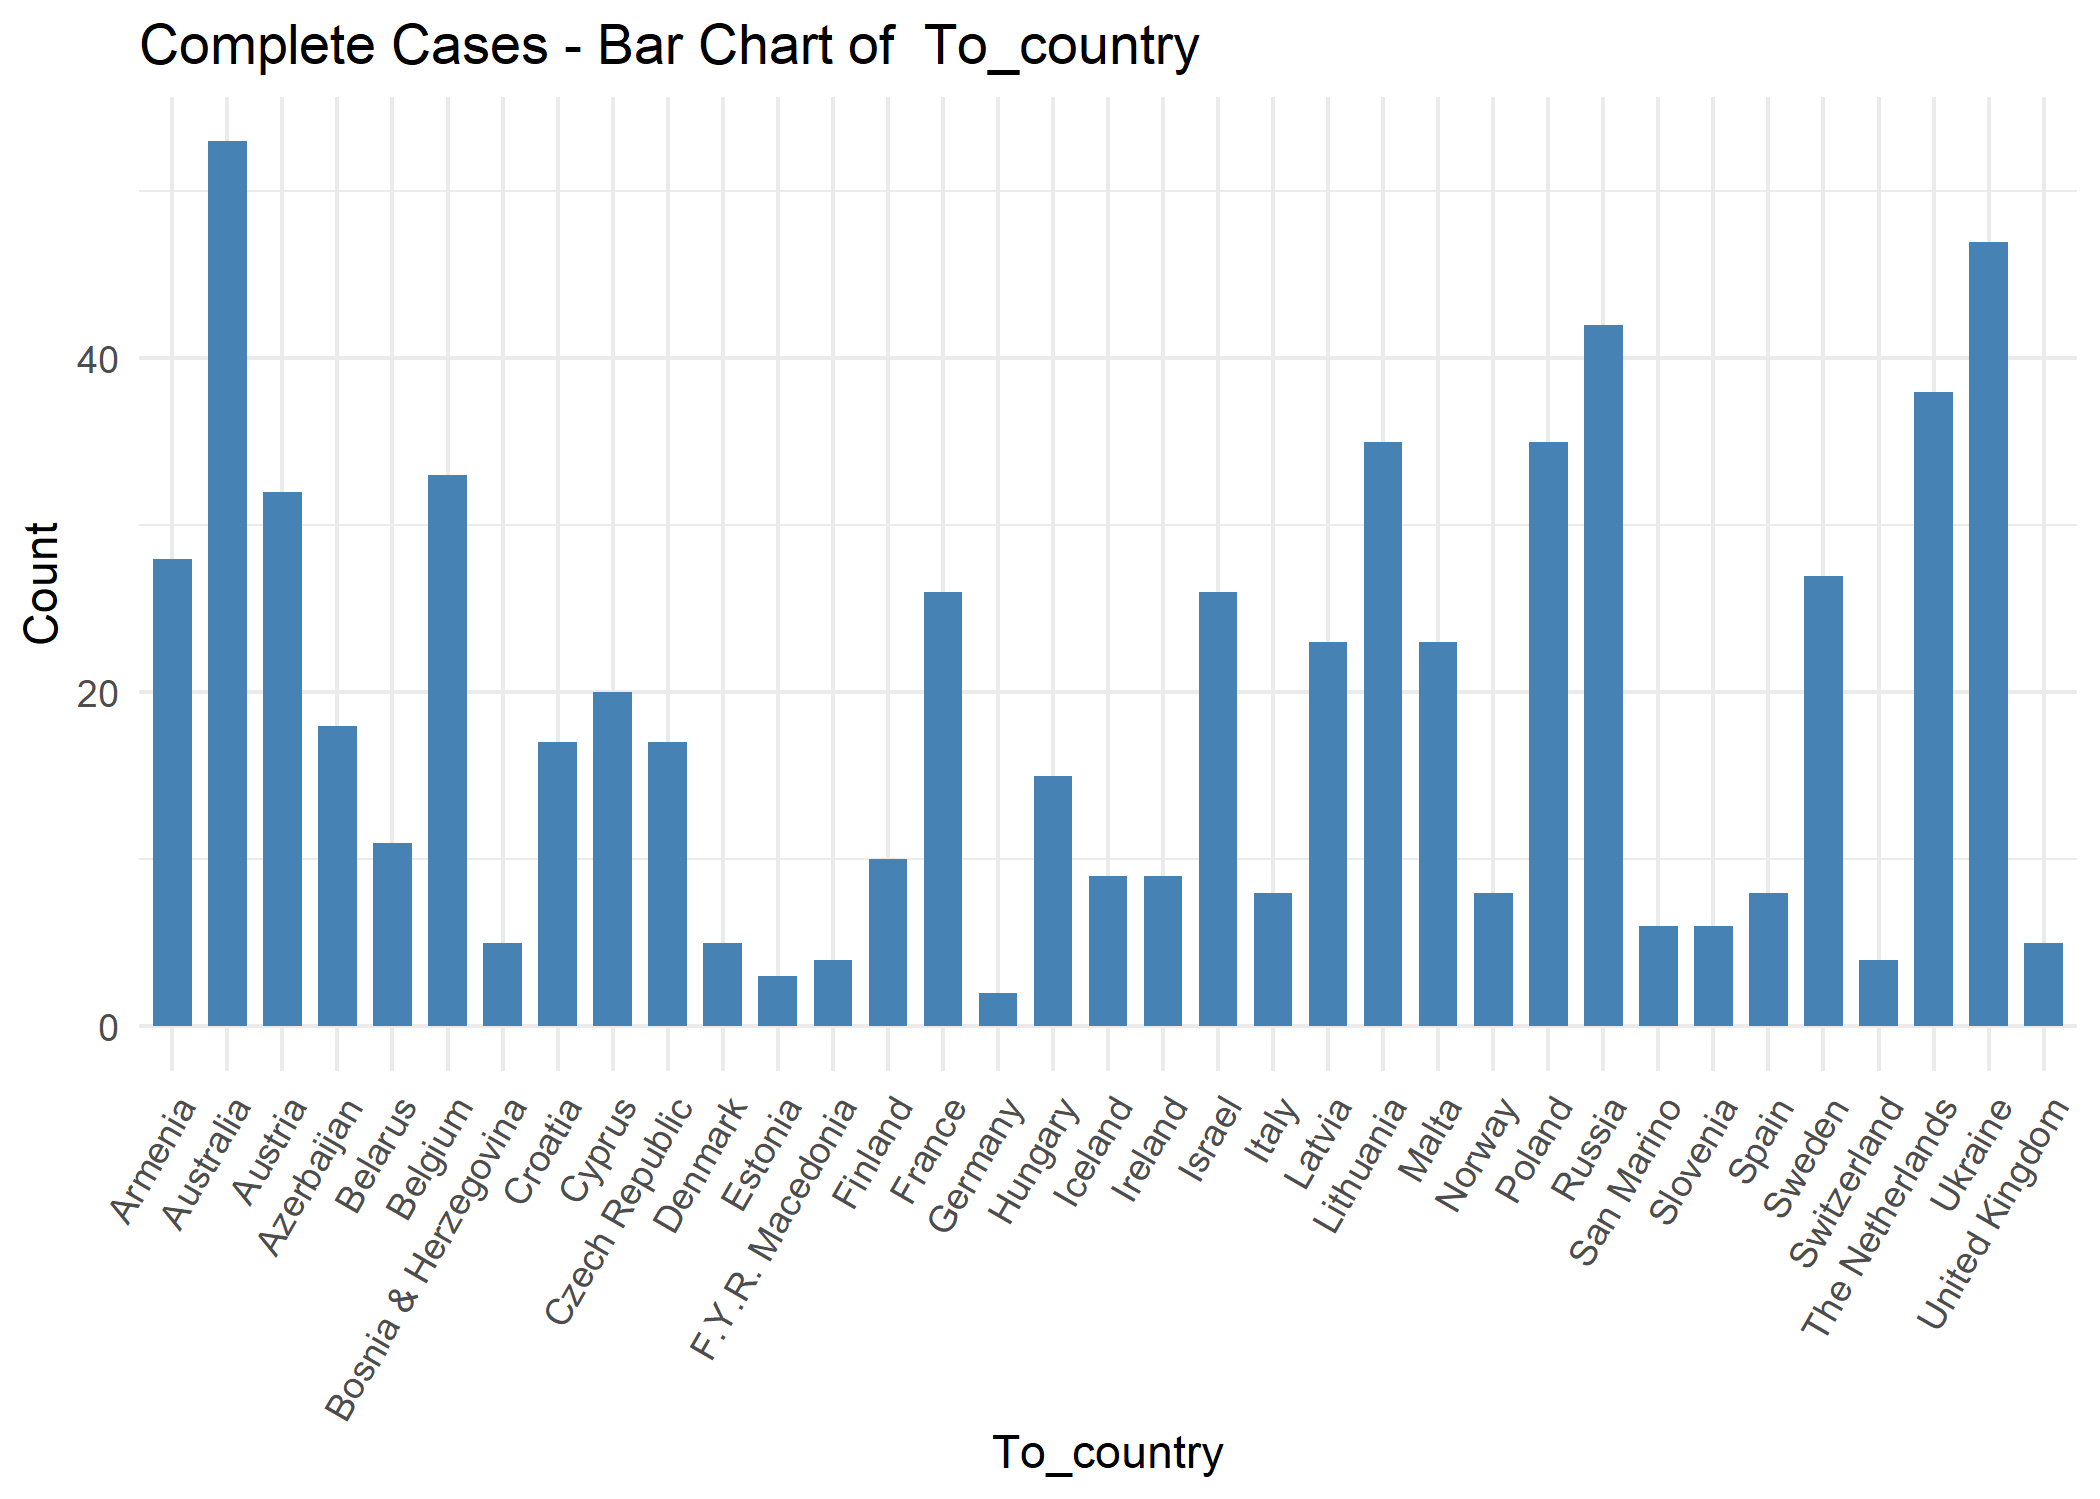 Complete Cases - Bar Chart of  To_country
Count
40
20
0
Armenia
Australia
Austria
Azerbaijan
Belarus
Belgium
Bosnia & Herzegovina
Croatia
Cyprus
Czech Republic
Denmark
Estonia
F.Y.R. Macedonia
Finland
France
Germany
Hungary
Iceland
Ireland
Israel
Italy
Latvia
Lithuania
Malta
Norway
Poland
Russia
San Marino
Slovenia
Spain
Sweden
Switzerland
The Netherlands
Ukraine
United Kingdom
To_country